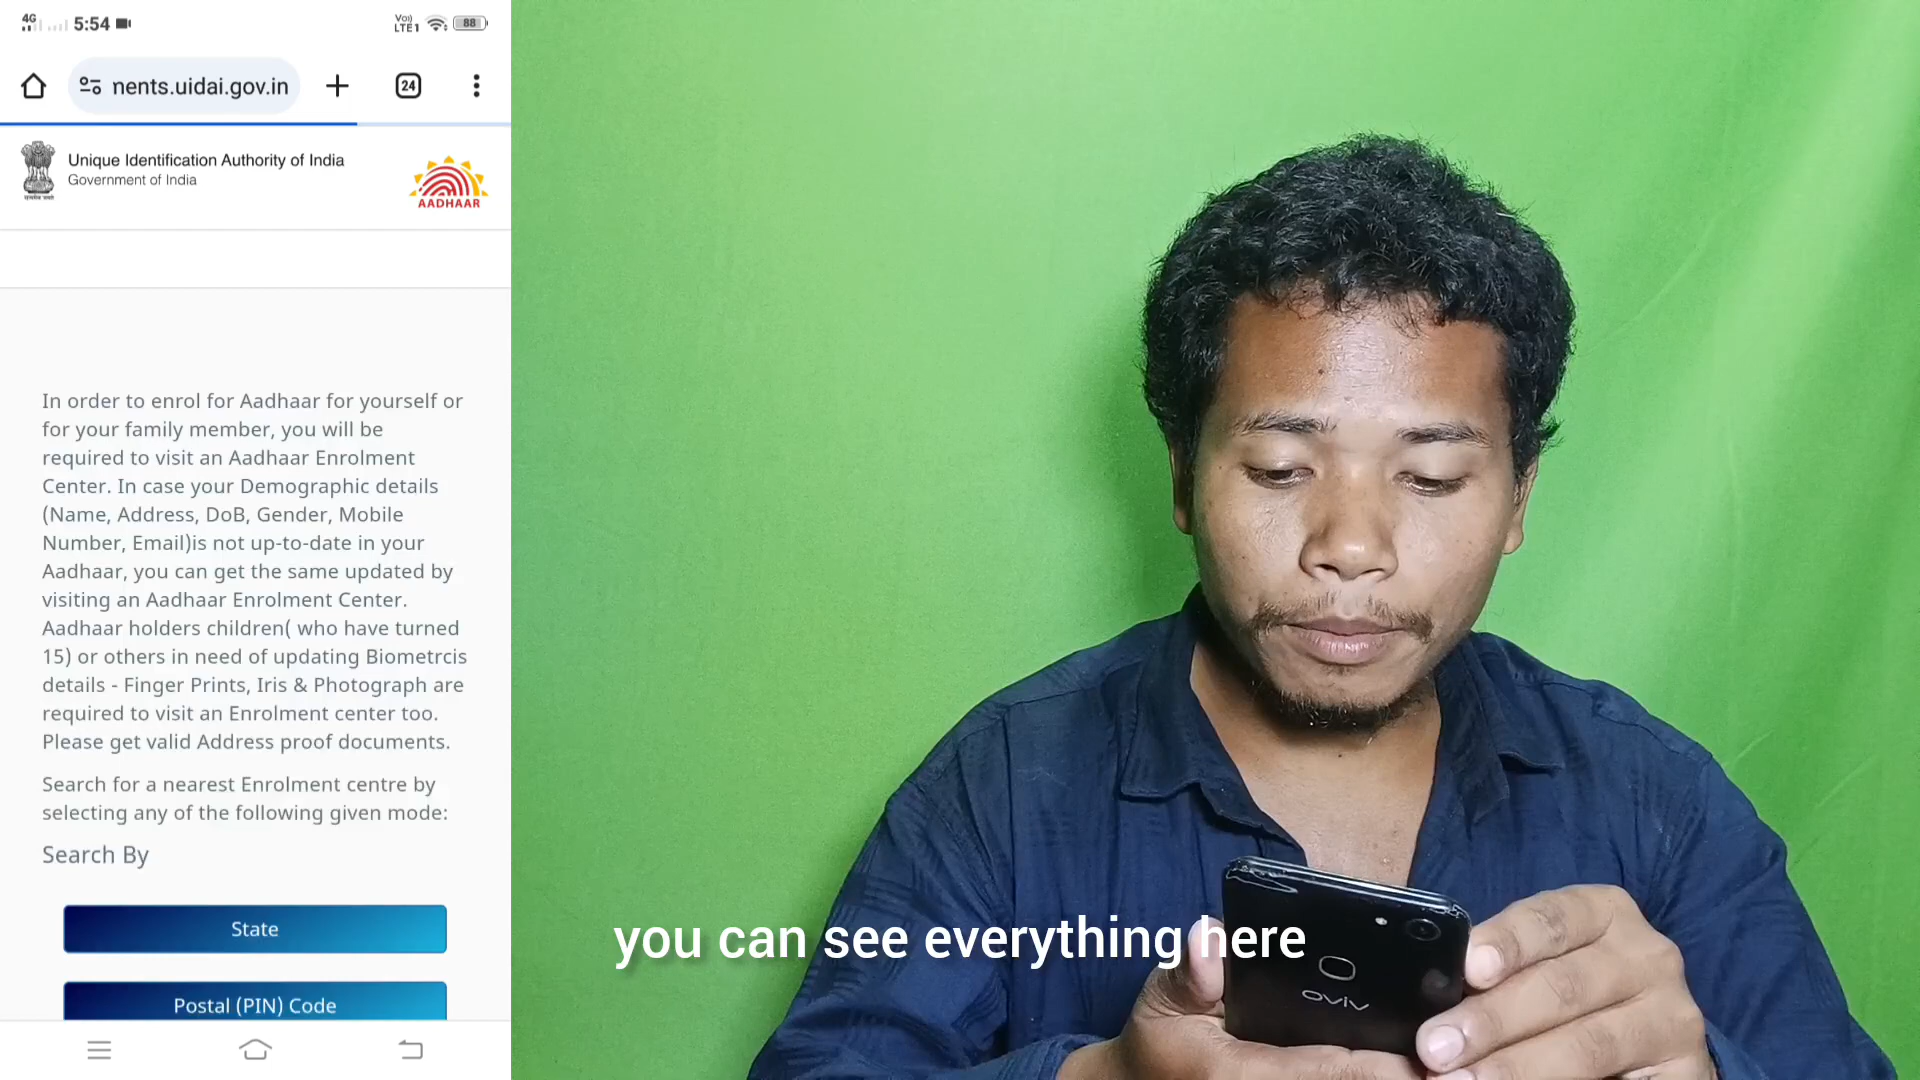 4G
5:54
Vo))
LTE1
88
nents.uidai.gov.in
24
Unique Identification Authority of India
Government of India
AADHAAR
In order to enrol for Aadhaar for yourself or
for your family member, you will be
required to visit an Aadhaar Enrolment
Center. In case your Demographic details
(Name, Address, DoB, Gender, Mobile
Number, Email)is not up-to-date in your
Aadhaar, you can get the same updated by
visiting an Aadhaar Enrolment Center.
Aadhaar holders children( who have turned
15) or others in need of updating Biometrcis
details - Finger Prints, Iris & Photograph are
required to visit an Enrolment center too.
Please get valid Address proof documents.
Search for a nearest Enrolment centre by
selecting any of the following given mode:
Search By
State
Postal (PIN) Code
you can see everything here
oviv